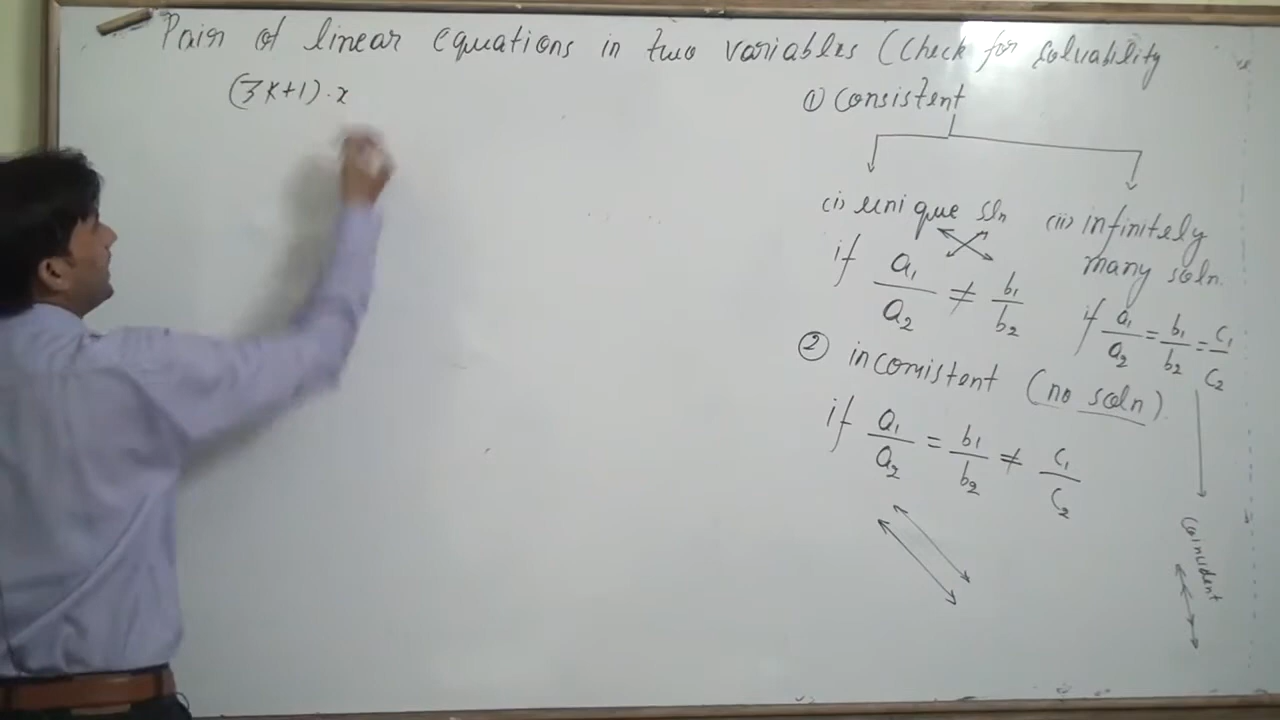 Pair of linear equations in two variables (Check for Solvability
(3K+1).x
① Consistent
(i) unique Sln
if a₁/a₂ ≠ b₁/b₂
(ii) infinitely
many soln.
if a₁/a₂ = b₁/b₂ = c₁/c₂
② inconsistent (no soln).
if a₁/a₂ = b₁/b₂ ≠ c₁/c₂
Coincident